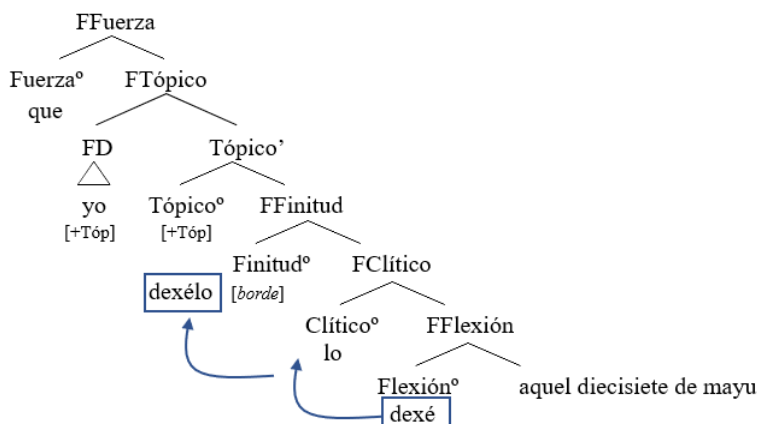 FFuerza
Fuerzaº FTópico
que
FD Tópico’
yo Tópicoº FFinitud
[+Tóp] [+Tóp]
Finitudº FClítico
dexélo [borde]
Clíticoº FFlexión
lo
Flexiónº aquel diecisiete de mayu
dexé